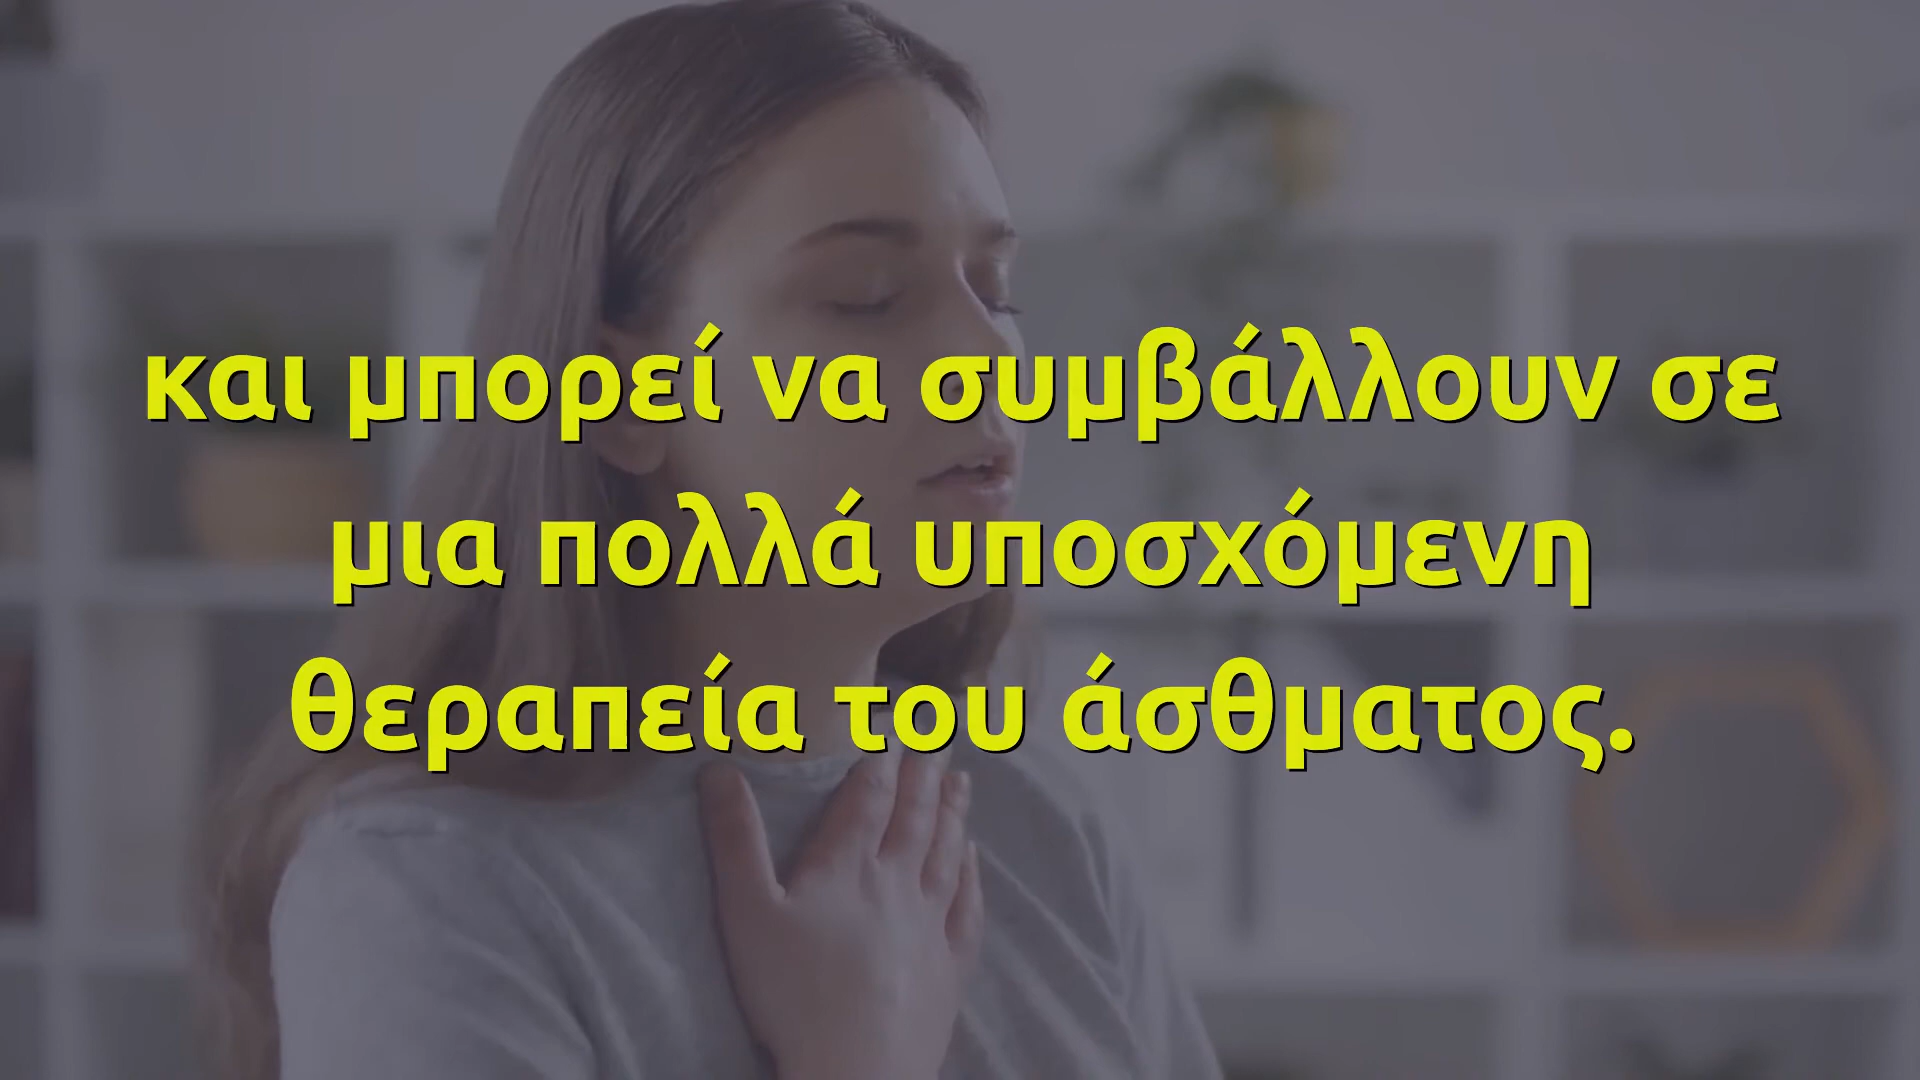 και μπορεί να συμβάλλουν σε
μια πολλά υποσχόμενη
θεραπεία του άσθματος.